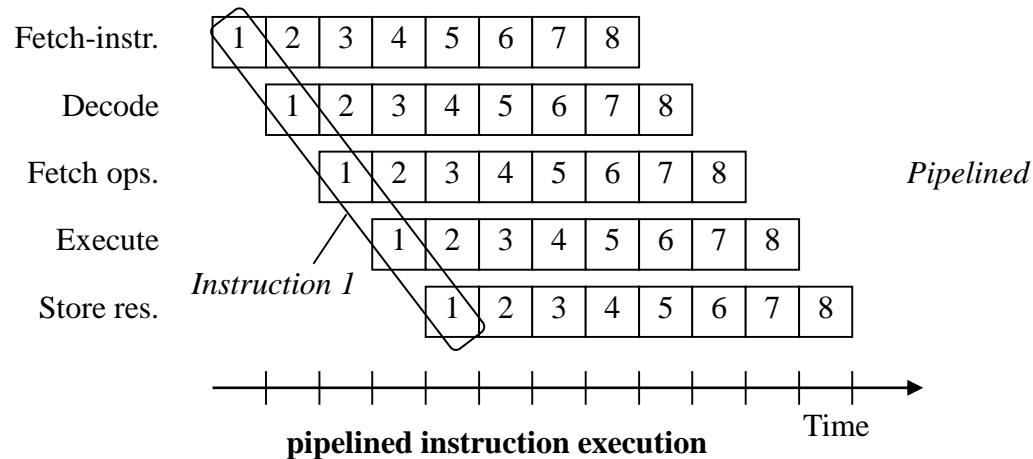 Fetch-instr. 1 2 3 4 5 6 7 8
Decode 1 2 3 4 5 6 7 8
Fetch ops. 1 2 3 4 5 6 7 8 Pipelined
Execute 1 2 3 4 5 6 7 8
Instruction 1
Store res. 1 2 3 4 5 6 7 8
Time
pipelined instruction execution